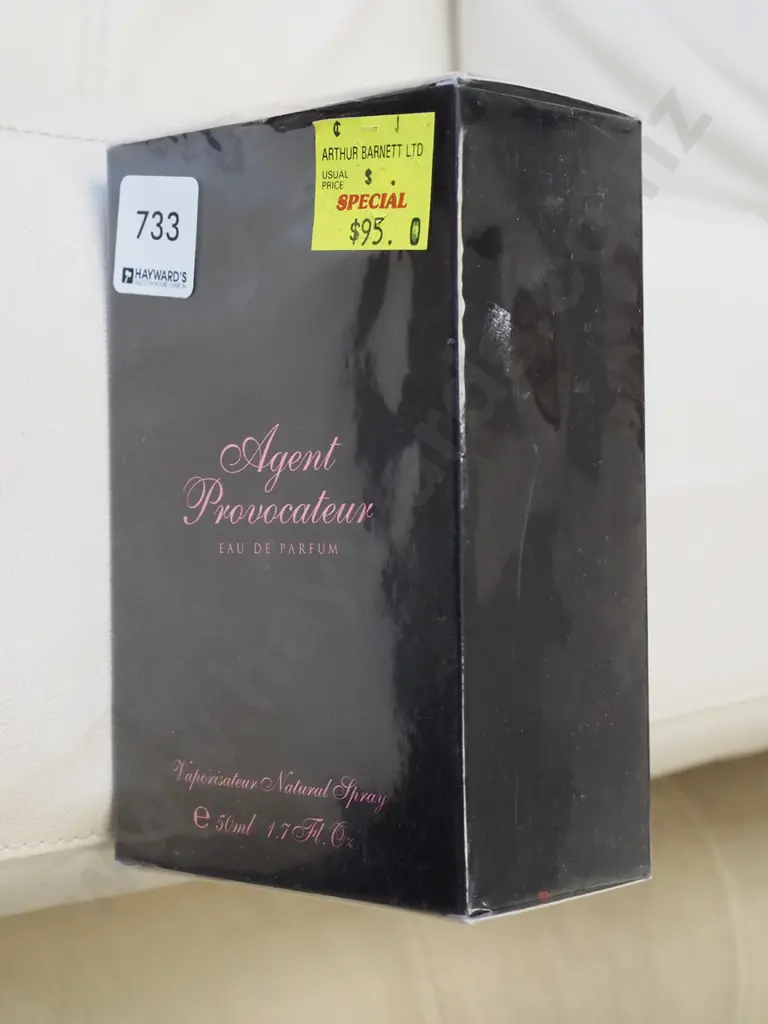 ARTHUR BARNETT LTD
USUAL PRICE $ .
SPECIAL
$95. 0
733
HAYWARD'S
Agent
Provocateur
EAU DE PARFUM
Vaporisateur Natural Spray
e 50ml 1.7 Fl. Oz